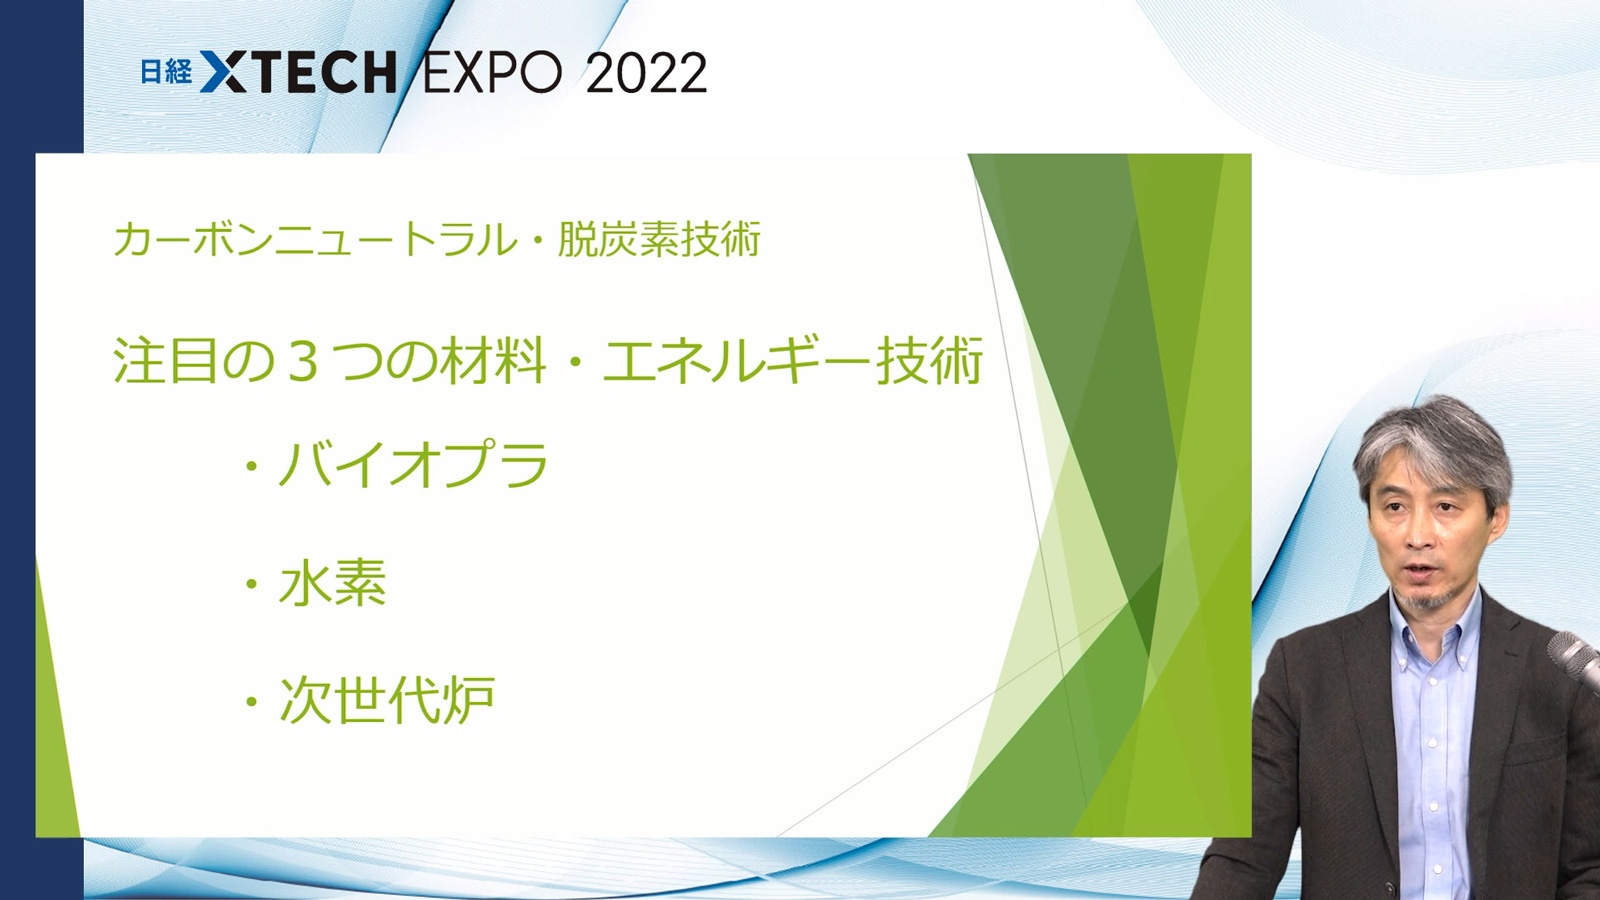 日経 XTECH EXPO 2022
カーボンニュートラル・脱炭素技術
注目の３つの材料・エネルギー技術
・バイオプラ
・水素
・次世代炉